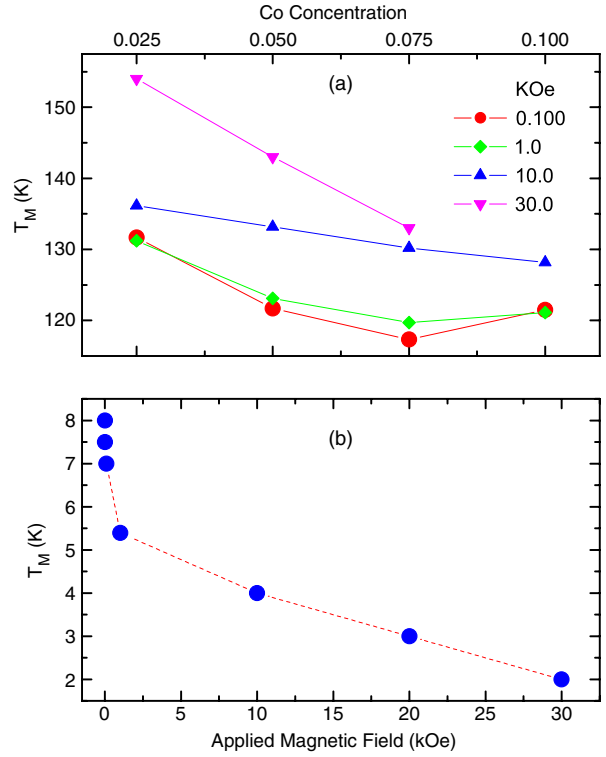 Co Concentration
0.025 0.050 0.075 0.100
(a)
KOe
0.100
1.0
10.0
30.0
150
140
130
120
T_M (K)
(b)
8
7
6
5
4
3
2
T_M (K)
0 5 10 15 20 25 30
Applied Magnetic Field (kOe)